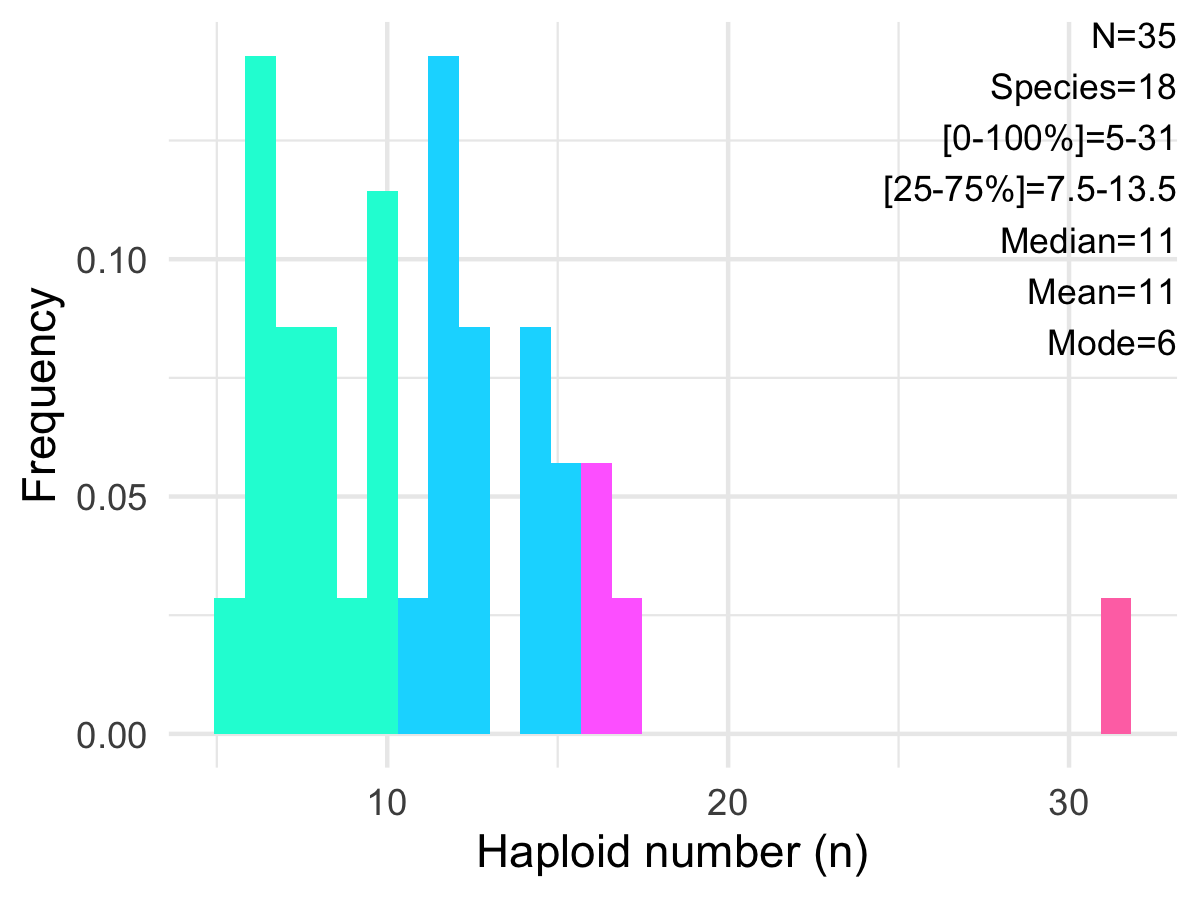 N=35
Species=18
[0-100%]=5-31
[25-75%]=7.5-13.5
Median=11
Mean=11
Mode=6
Frequency
0.10
0.05
0.00
10 20 30
Haploid number (n)